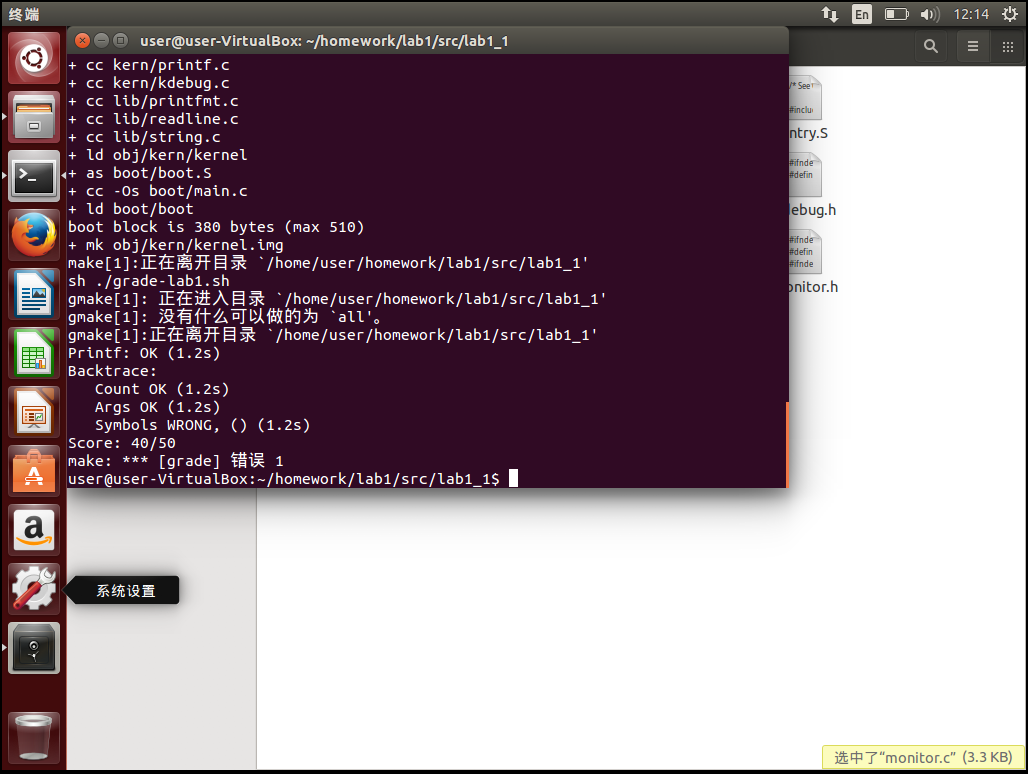 终端
En
12:14
user@user-VirtualBox: ~/homework/lab1/src/lab1_1
+ cc kern/printf.c
+ cc kern/kdebug.c
+ cc lib/printfmt.c
+ cc lib/readline.c
+ cc lib/string.c
+ ld obj/kern/kernel
+ as boot/boot.S
+ cc -Os boot/main.c
+ ld boot/boot
boot block is 380 bytes (max 510)
+ mk obj/kern/kernel.img
make[1]:正在离开目录 `/home/user/homework/lab1/src/lab1_1'
sh ./grade-lab1.sh
gmake[1]: 正在进入目录 `/home/user/homework/lab1/src/lab1_1'
gmake[1]: 没有什么可以做的为 `all'。
gmake[1]:正在离开目录 `/home/user/homework/lab1/src/lab1_1'
Printf: OK (1.2s)
Backtrace:
   Count OK (1.2s)
   Args OK (1.2s)
   Symbols WRONG, () (1.2s)
Score: 40/50
make: *** [grade] 错误 1
user@user-VirtualBox:~/homework/lab1/src/lab1_1$
/* See
#inclu
ntry.S
#ifnde
#defin
ebug.h
#ifnde
#defin
#ifnde
onitor.h
a
系统设置
选中了“monitor.c” (3.3 KB)